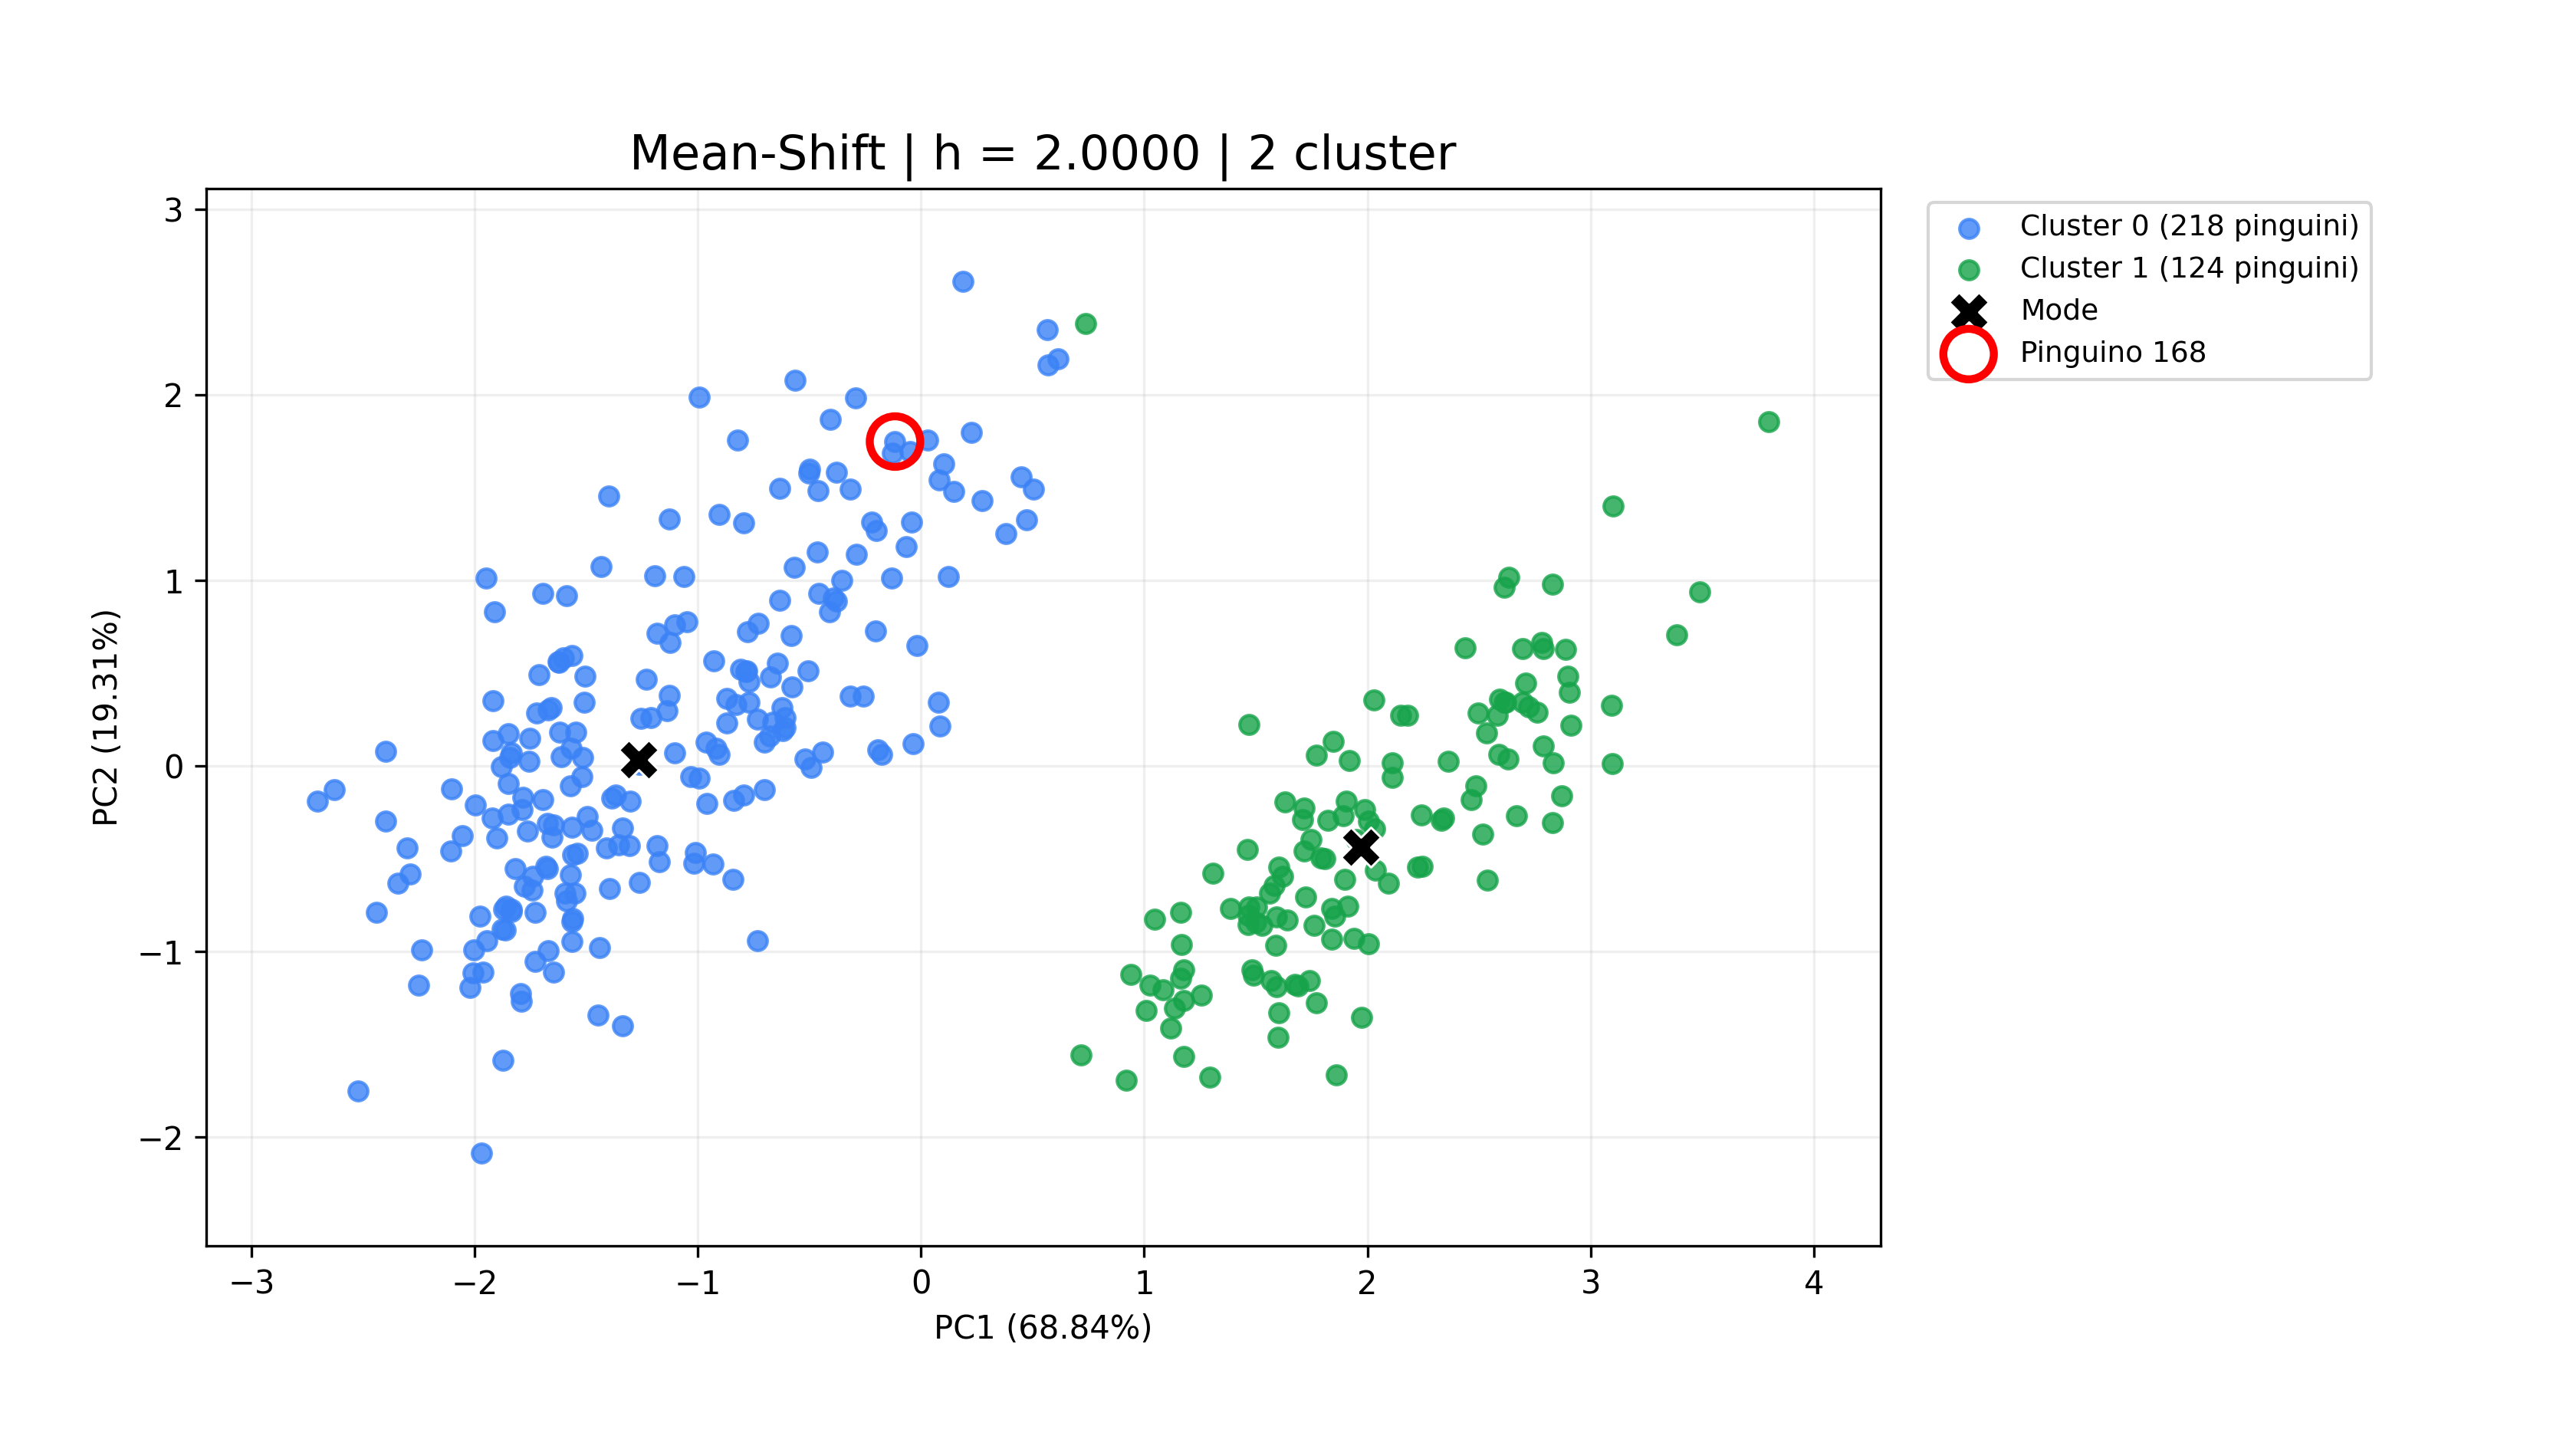 Mean-Shift | h = 2.0000 | 2 cluster
3
2
1
0
−1
−2
PC2 (19.31%)
−3
−2
−1
0
1
2
3
4
PC1 (68.84%)
Cluster 0 (218 pinguini)
Cluster 1 (124 pinguini)
Mode
Pinguino 168